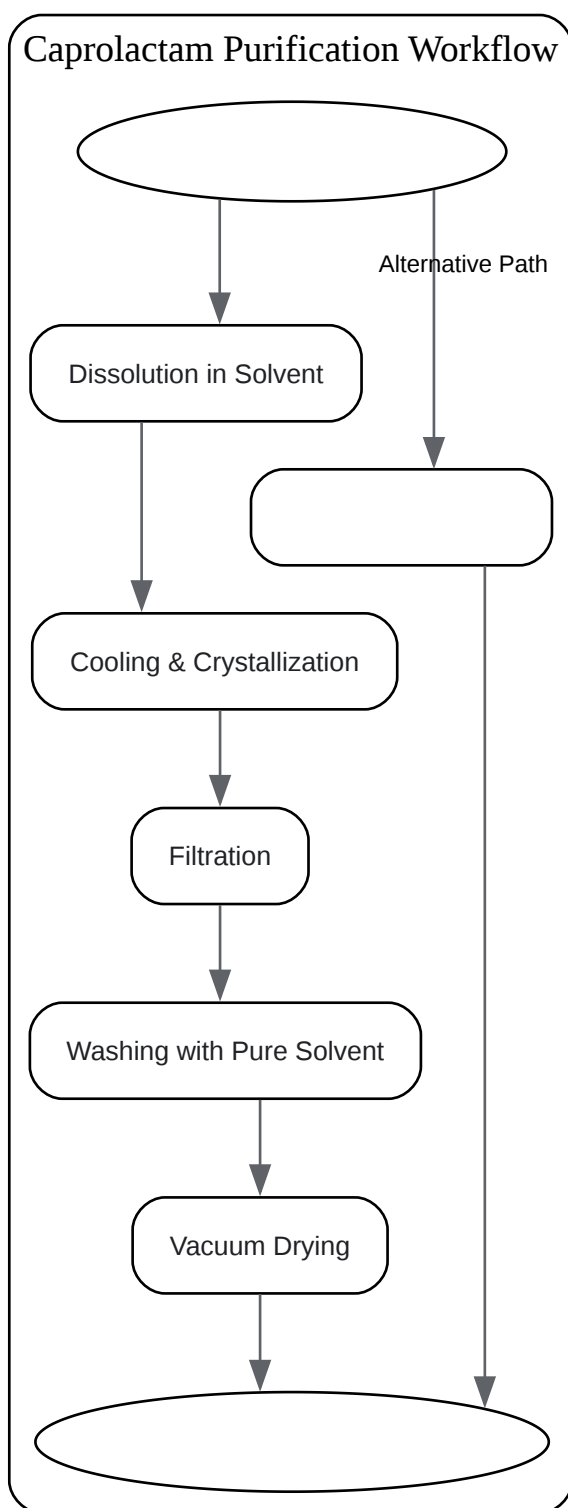 Caprolactam Purification Workflow
Alternative Path
Dissolution in Solvent
Cooling & Crystallization
Filtration
Washing with Pure Solvent
Vacuum Drying